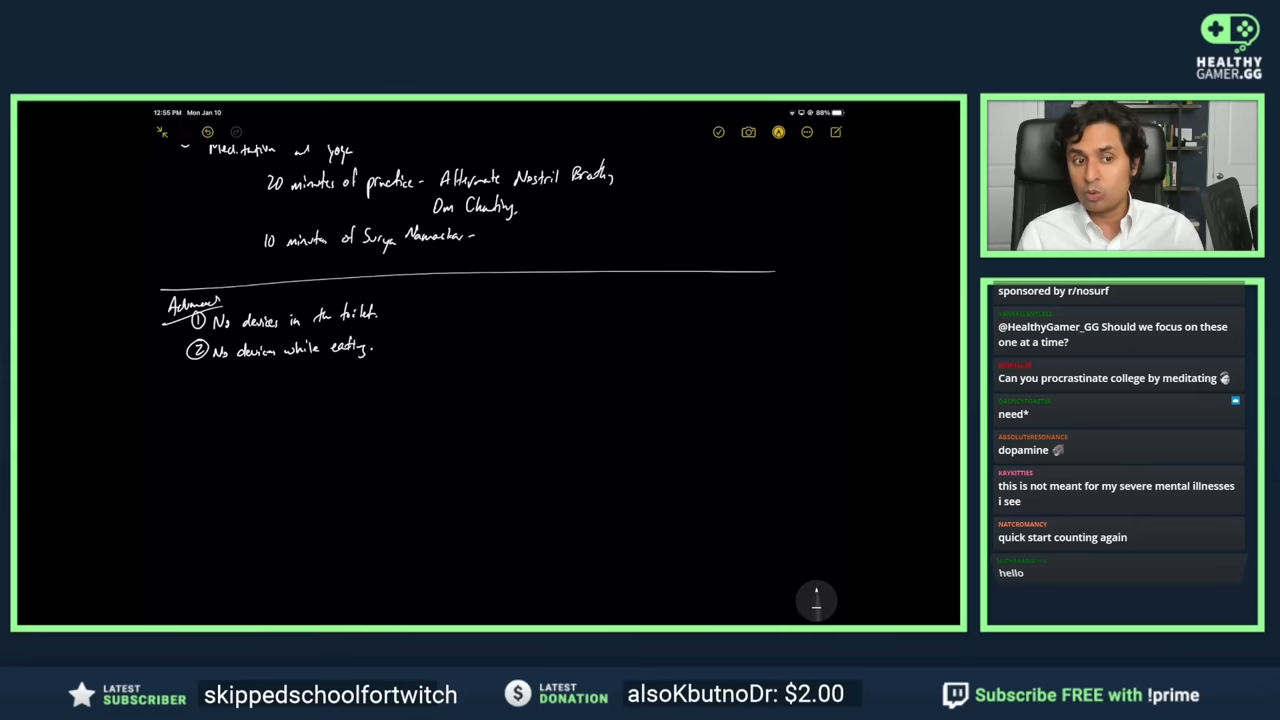 HEALTHY
GAMER.GG
12:55 PM Mon Jan 10
88%
Meditation and yoga
20 minutes of practice - Alternate Nostril Breath,
Om Chanting.
10 minutes of Surya Namaskar -
Advanced
① No devices in the toilet.
② No devices while eating.
sponsored by r/nosurf
@HealthyGamer_GG Should we focus on these
one at a time?
Can you procrastinate college by meditating
need*
ABSOLUTERESONANCE
dopamine
KAYKITTIES
this is not meant for my severe mental illnesses
i see
NATCROMANCY
quick start counting again
hello
LATEST
SUBSCRIBER
skippedschoolfortwitch
$
LATEST
DONATION
alsoKbutnoDr: $2.00
Subscribe FREE with !prime